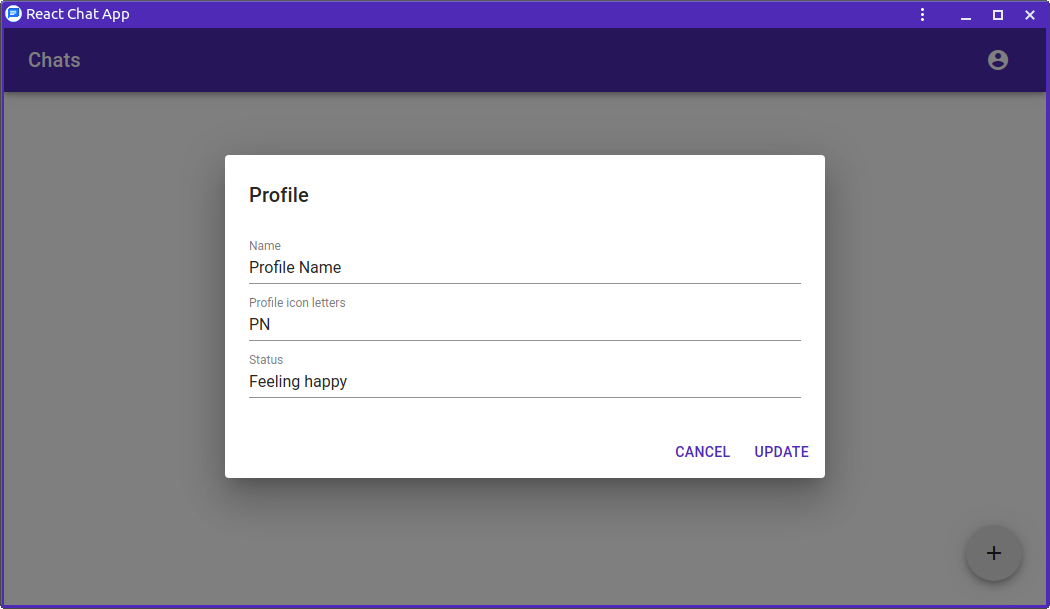 React Chat App
Chats
Profile
Name
Profile Name
Profile icon letters
PN
Status
Feeling happy
CANCEL UPDATE